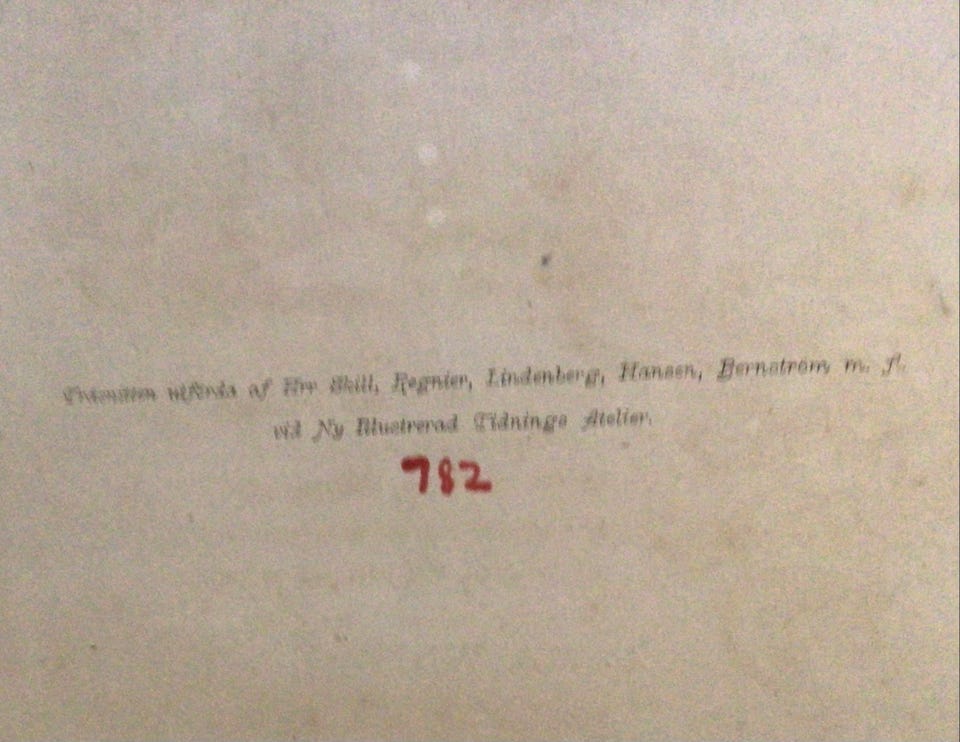 Träsnitten utförda af Hrr Skill, Regnier, Lindenberg, Hansen, Bernström m. fl.
vid Ny Illustrerad Tidnings Atelier.
782